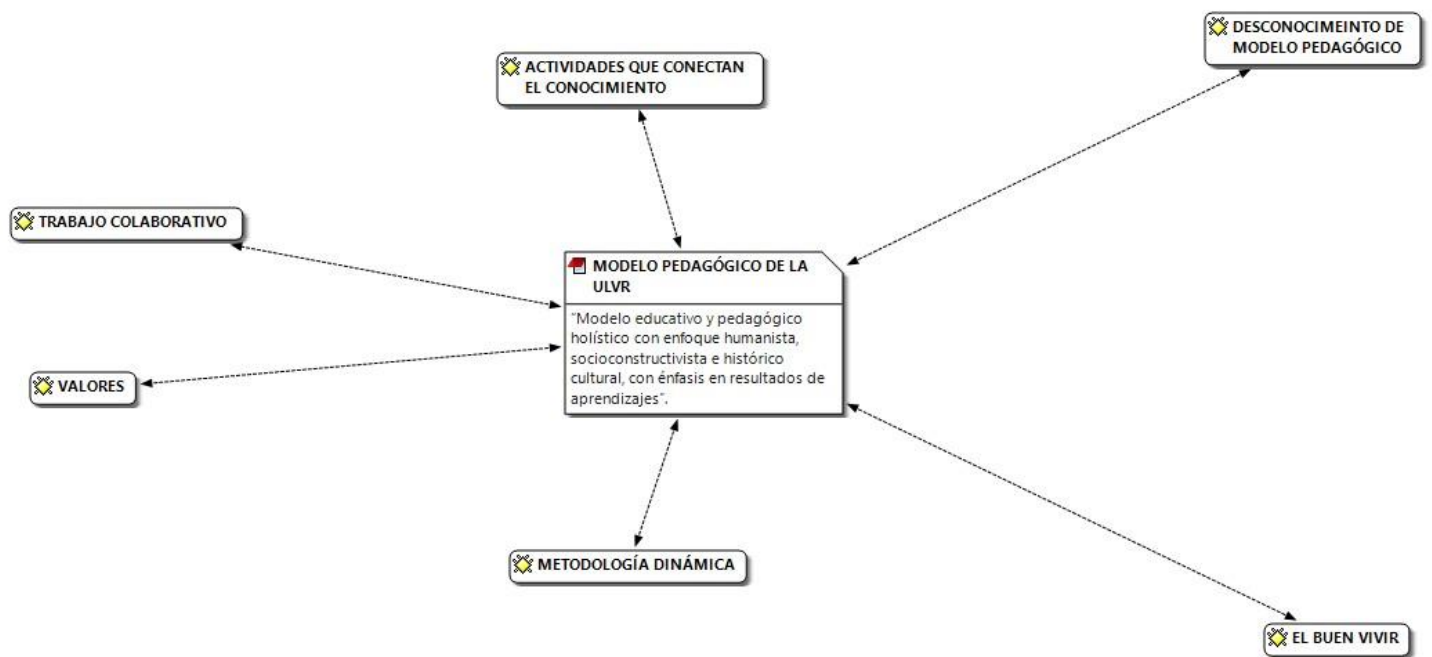 DESCONOCIMEINTO DE
MODELO PEDAGÓGICO
ACTIVIDADES QUE CONECTAN
EL CONOCIMIENTO
TRABAJO COLABORATIVO
MODELO PEDAGÓGICO DE LA
ULVR
“Modelo educativo y pedagógico
holístico con enfoque humanista,
socioconstructivista e histórico
cultural, con énfasis en resultados de
aprendizajes”.
VALORES
METODOLOGÍA DINÁMICA
EL BUEN VIVIR